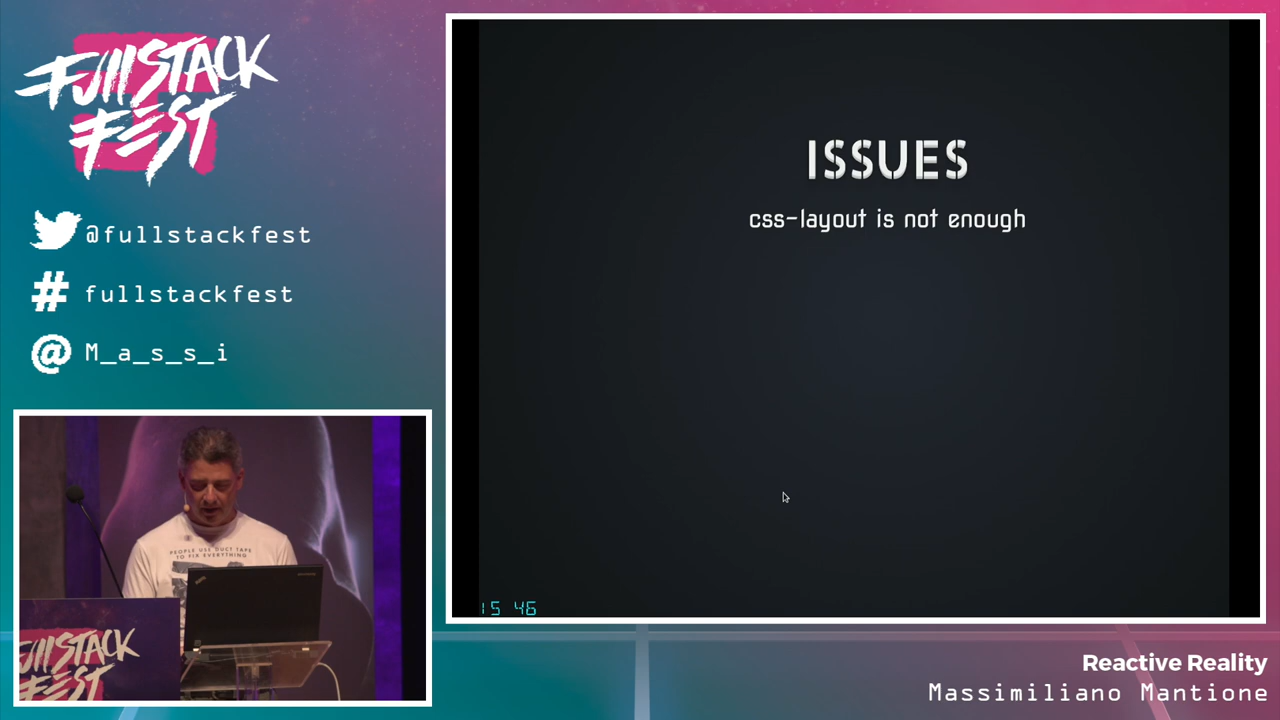 FullSTACK
FEST
@fullstackfest
# fullstackfest
@ M_a_s_s_i
ISSUES
css-layout is not enough
15 46
PEOPLE USE DUCT TAPE
TO FIX EVERYTHING
FullSTACK
FEST
Reactive Reality
Massimiliano Mantione